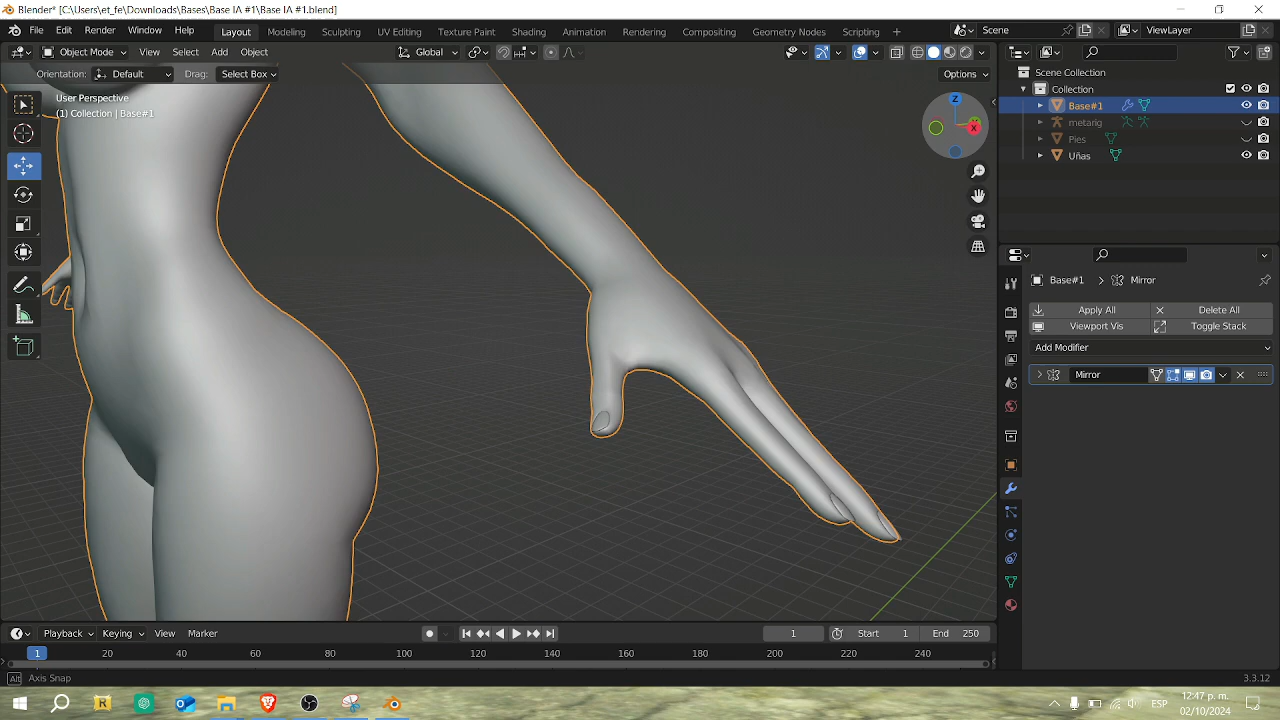 Blender* [C:\Users\et_fe\Downloads\Bases\Base IA #1\Base IA #1.blend]
File Edit Render Window Help Layout Modeling Sculpting UV Editing Texture Paint Shading Animation Rendering Compositing Geometry Nodes Scripting + Scene ViewLayer
Object Mode View Select Add Object Global
Orientation: Default Drag: Select Box Options
User Perspective
(1) Collection | Base#1
Z
X
Scene Collection
Collection
Base#1
metarig
Pies
Uñas
Base#1 > Mirror
Apply All Delete All
Viewport Vis Toggle Stack
Add Modifier
Mirror
Playback Keying View Marker 1 Start 1 End 250
1 20 40 60 80 100 120 140 160 180 200 220 240
Alt Axis Snap 3.3.12
R ESP 12:47 p. m.
02/10/2024